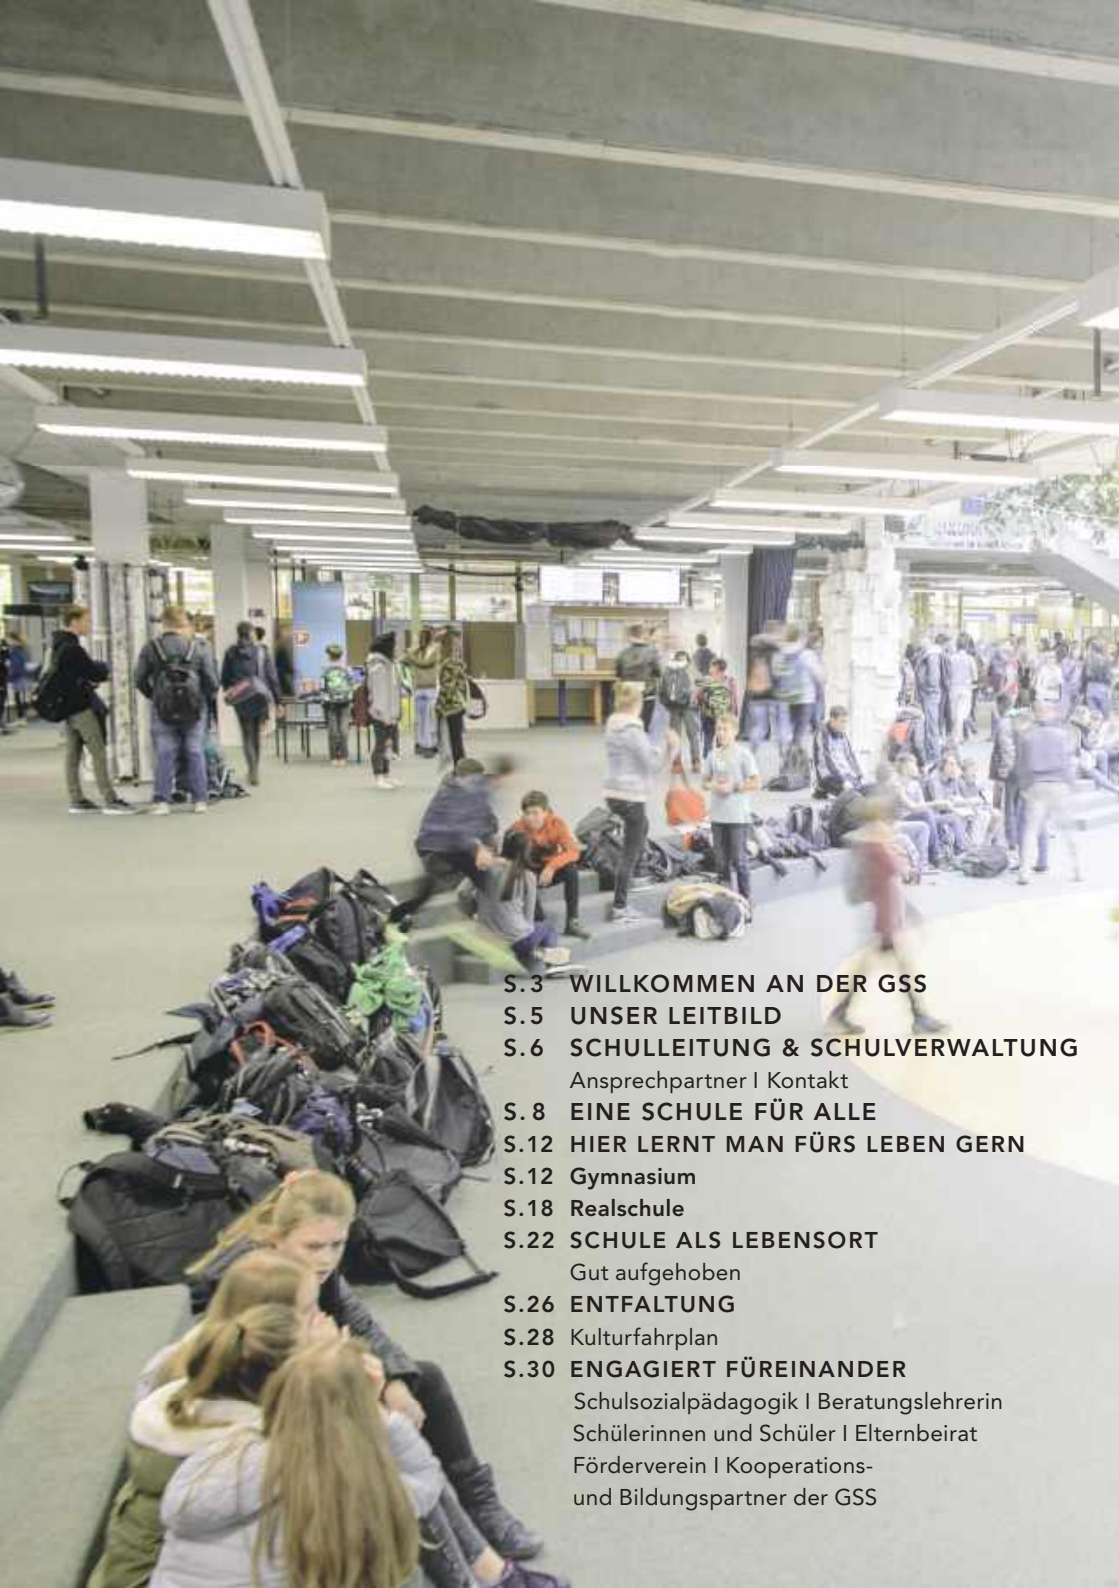 S.3 WILLKOMMEN AN DER GSS
S.5 UNSER LEITBILD
S.6 SCHULLEITUNG & SCHULVERWALTUNG
Ansprechpartner I Kontakt
S. 8 EINE SCHULE FÜR ALLE
S.12 HIER LERNT MAN FÜRS LEBEN GERN
S.12 Gymnasium
S.18 Realschule
S.22 SCHULE ALS LEBENSORT
Gut aufgehoben
S.26 ENTFALTUNG
S.28 Kulturfahrplan
S.30 ENGAGIERT FÜREINANDER
Schulsozialpädagogik I Beratungslehrerin
Schülerinnen und Schüler I Elternbeirat
Förderverein I Kooperations-
und Bildungspartner der GSS